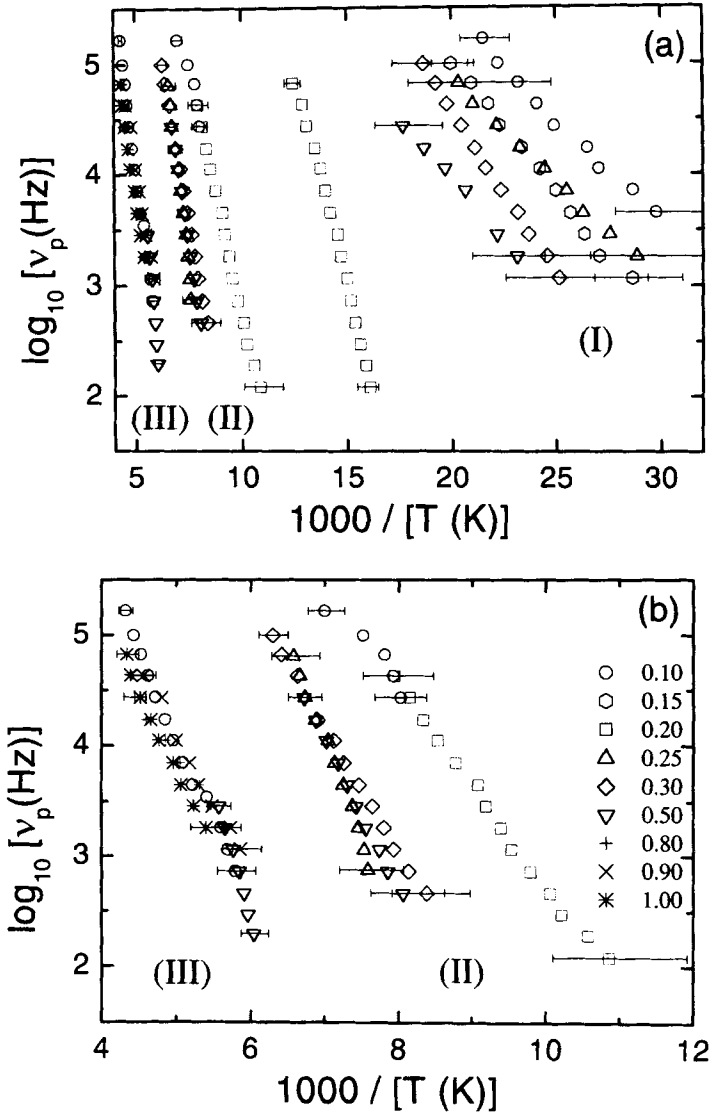 (a)
5
4
3
2
log10 [νp(Hz)]
(I)
(III) (II)
5 10 15 20 25 30
1000 / [T (K)]
(b)
5
4
3
2
log10 [νp(Hz)]
0.10
0.15
0.20
0.25
0.30
0.50
0.80
0.90
1.00
(III) (II)
4 6 8 10 12
1000 / [T (K)]